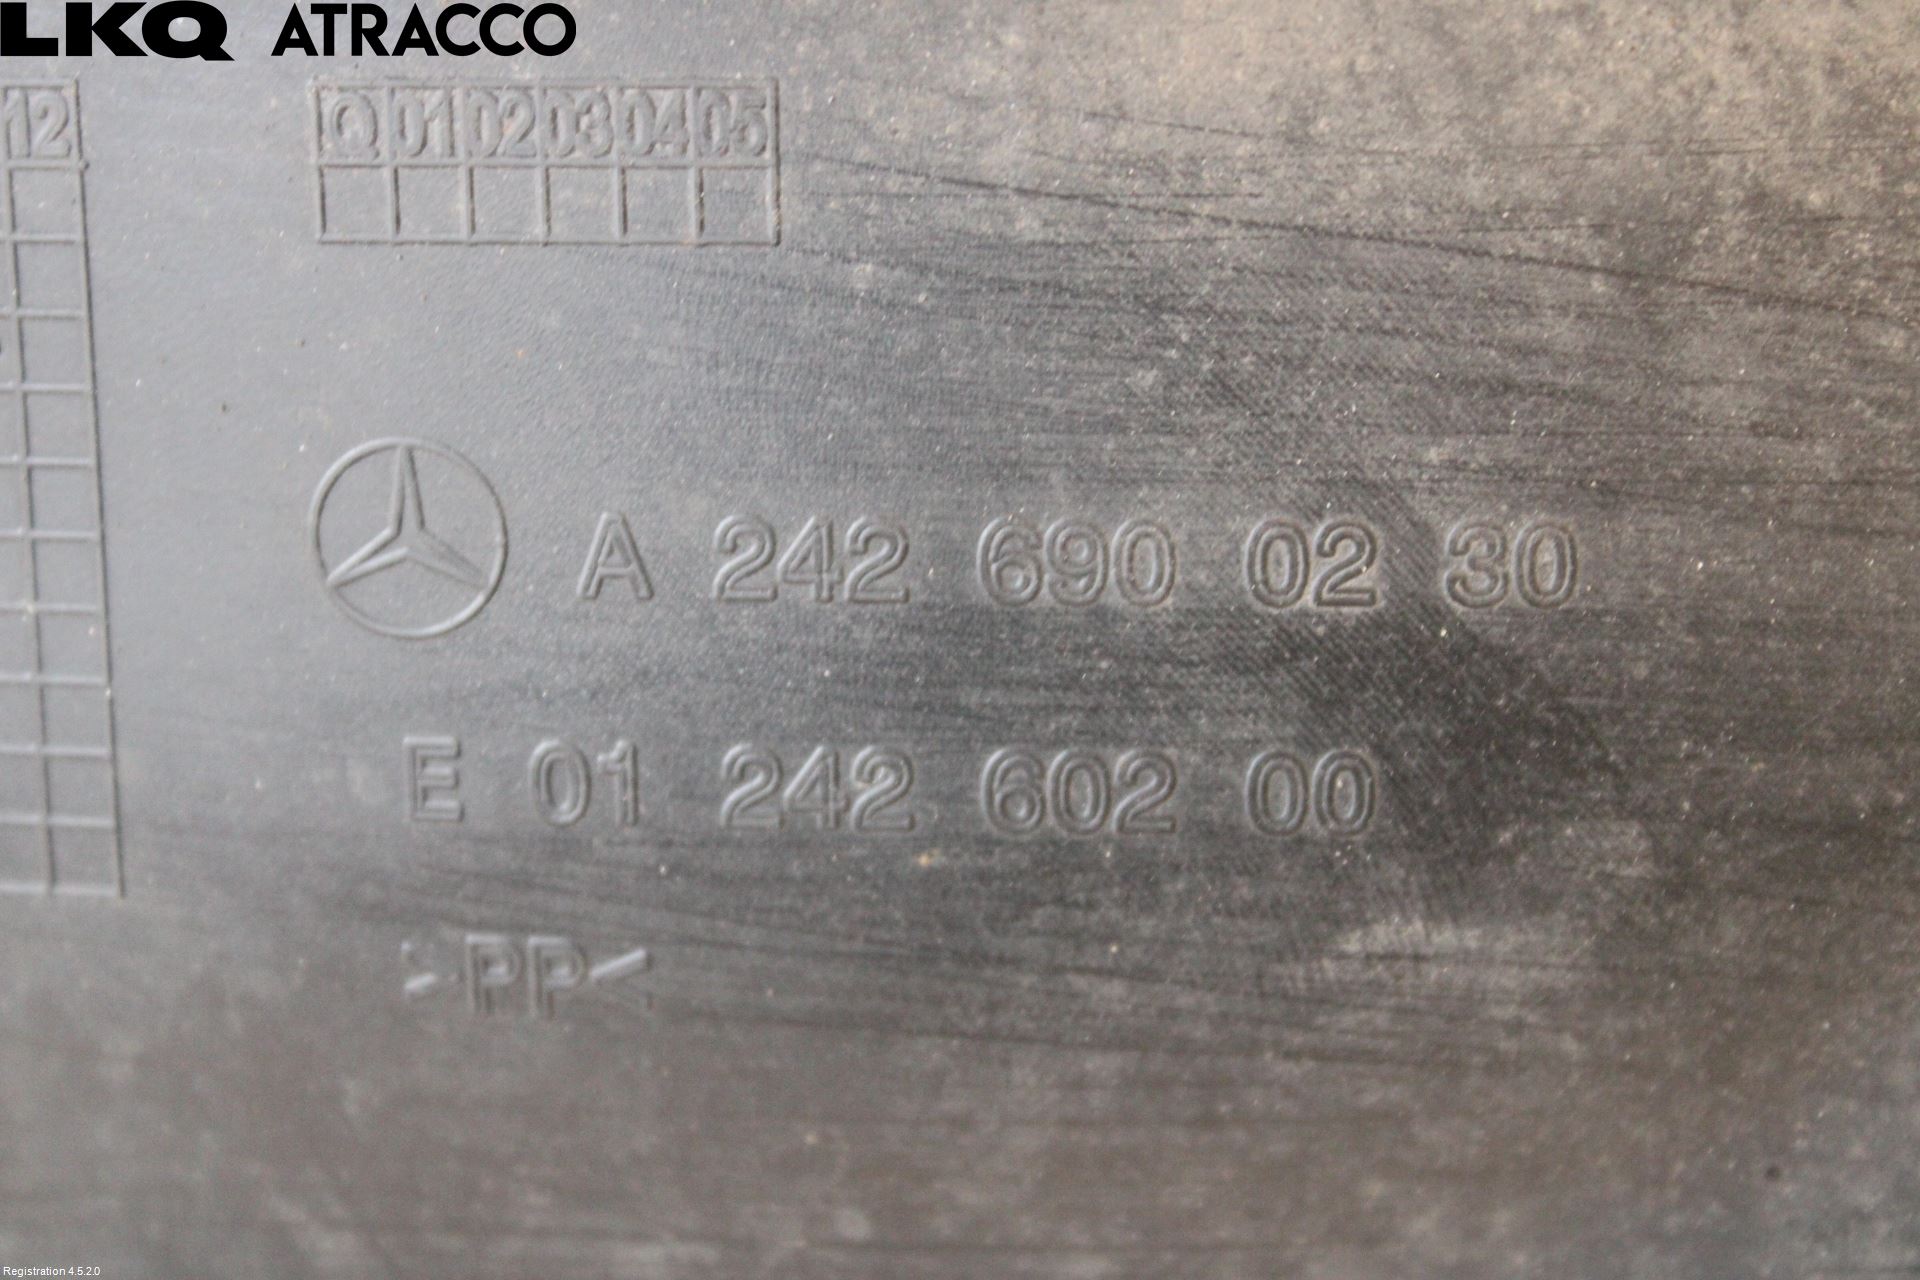 LKQ ATRACCO
12
Q 01 02 03 04 05
A 242 690 02 30
E 01 242 602 00
>PP<
Registration 4.5.2.0